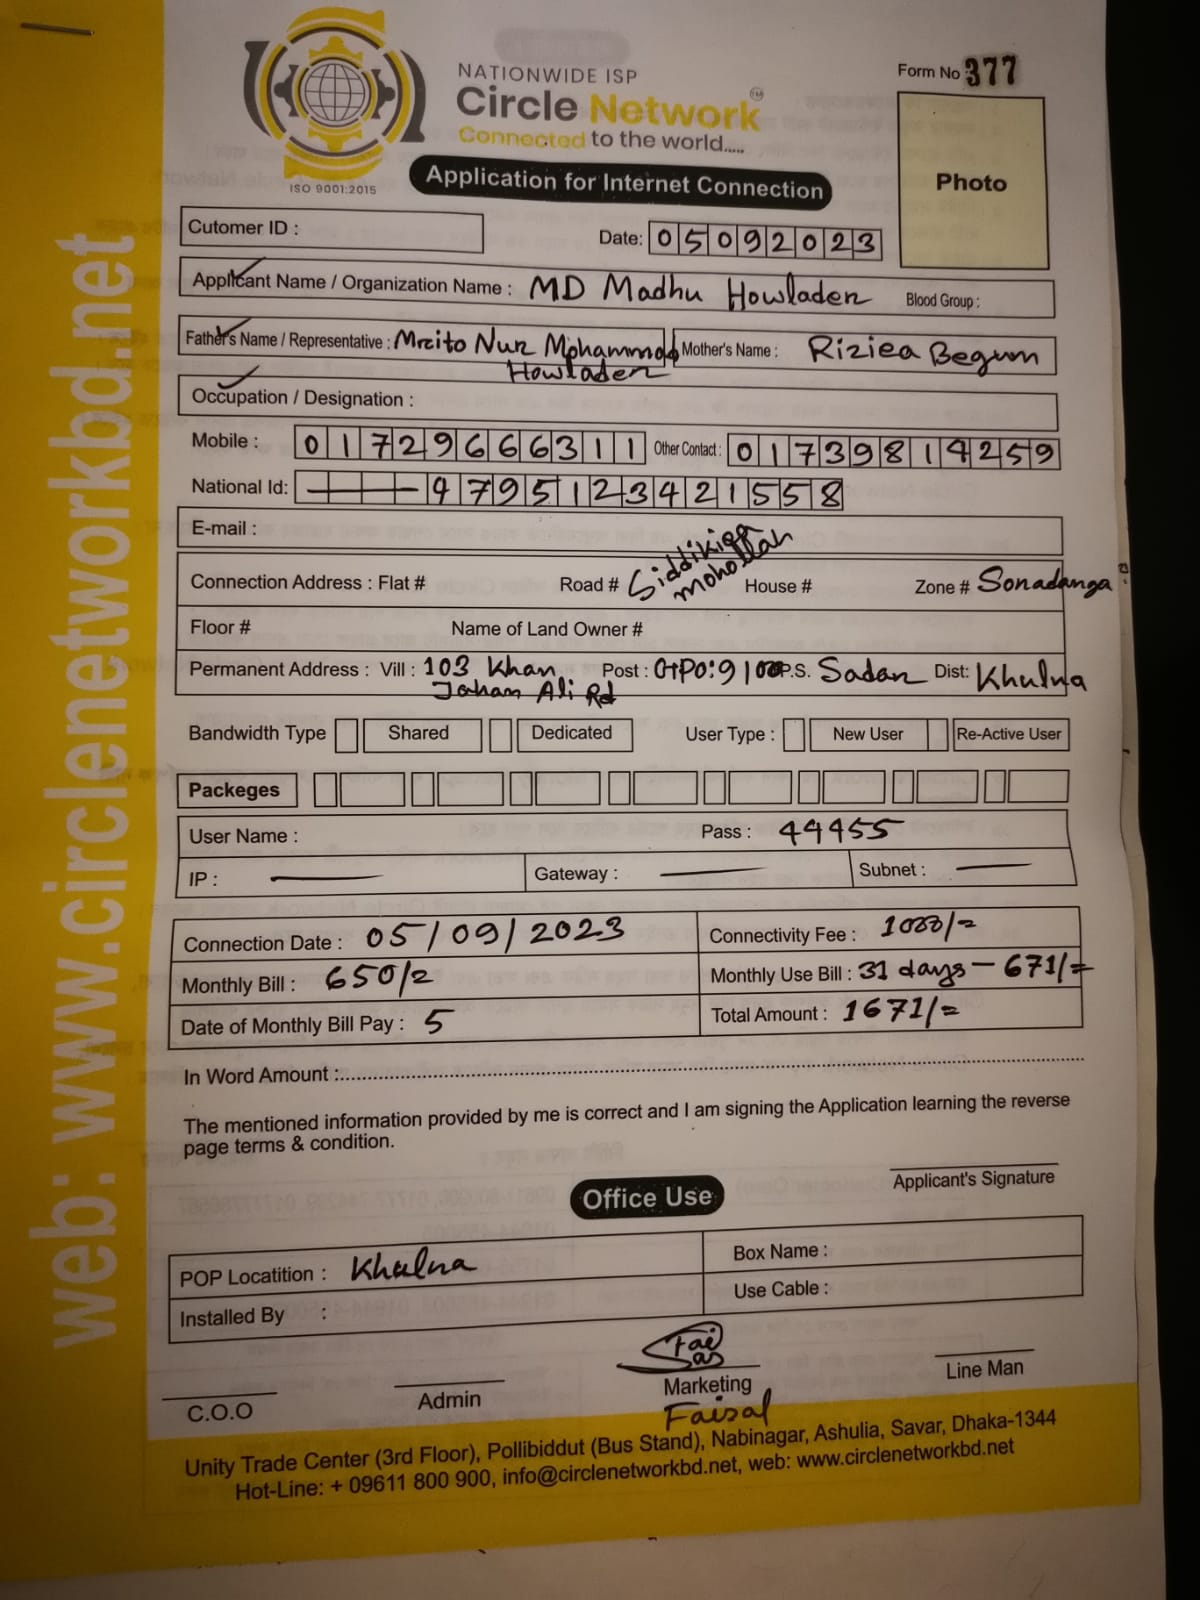 NATIONWIDE ISP
Circle Network ™
Connected to the world.....
ISO 9001:2015
Form No 377
Photo
Application for Internet Connection
Cutomer ID :
Date: 05092023
Applicant Name / Organization Name : MD Madhu Howlader Blood Group :
Father's Name / Representative : Mrito Nur Mohammad Howlader Mother's Name : Riziea Begum
Occupation / Designation :
Mobile : 01729666311 Other Contact : 01739814259
National Id: 4795123421558
E-mail :
Connection Address : Flat # Road # Siddikiqa mohollah House # Zone # Sonadanga
Floor # Name of Land Owner #
Permanent Address : Vill : 103 Khan Jahan Ali Rd Post : GPO:9100 P.S. Sadar Dist: Khulna
Bandwidth Type Shared Dedicated User Type : New User Re-Active User
Packeges
User Name : Pass : 44455
IP : — Gateway : — Subnet : —
Connection Date : 05/09/2023 Connectivity Fee : 1000/=
Monthly Bill : 650/= Monthly Use Bill : 31 days - 671/=
Date of Monthly Bill Pay : 5 Total Amount : 1671/=
In Word Amount :
The mentioned information provided by me is correct and I am signing the Application learning the reverse
page terms & condition.
Applicant's Signature
Office Use
POP Locatition : Khulna Box Name :
Installed By : Use Cable :
C.O.O Admin Marketing Line Man
Faisal
Unity Trade Center (3rd Floor), Pollibiddut (Bus Stand), Nabinagar, Ashulia, Savar, Dhaka-1344
Hot-Line: + 09611 800 900, info@circlenetworkbd.net, web: www.circlenetworkbd.net
web: www.circlenetworkbd.net